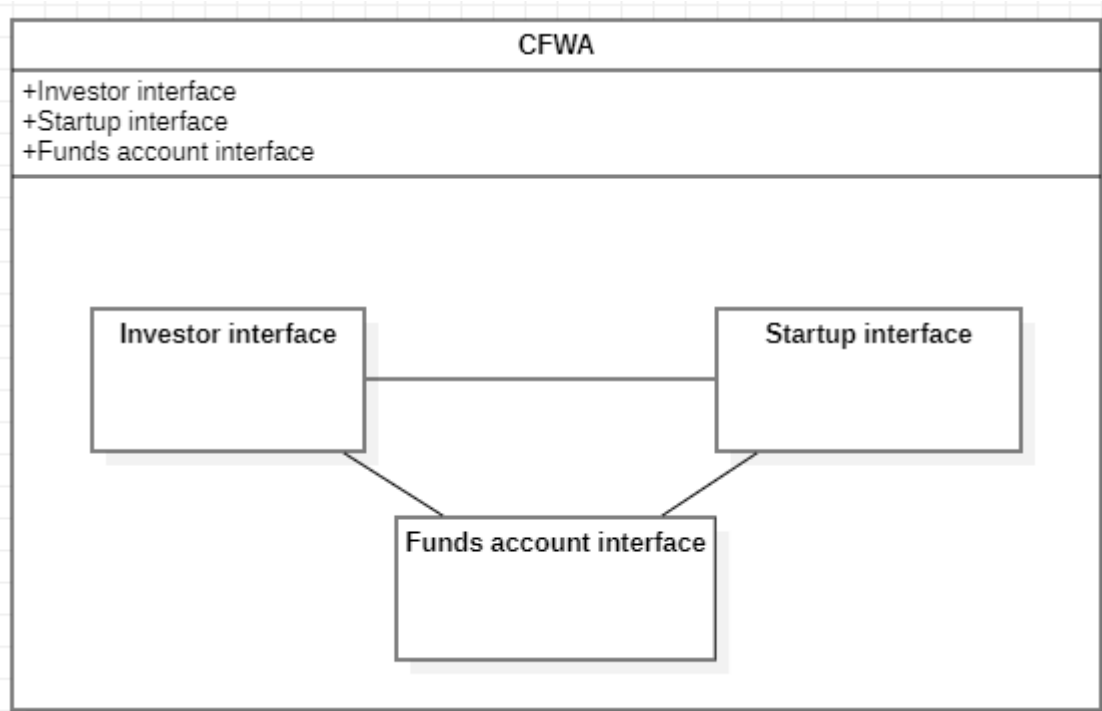 CFWA
+Investor interface
+Startup interface
+Funds account interface
Investor interface
Startup interface
Funds account interface